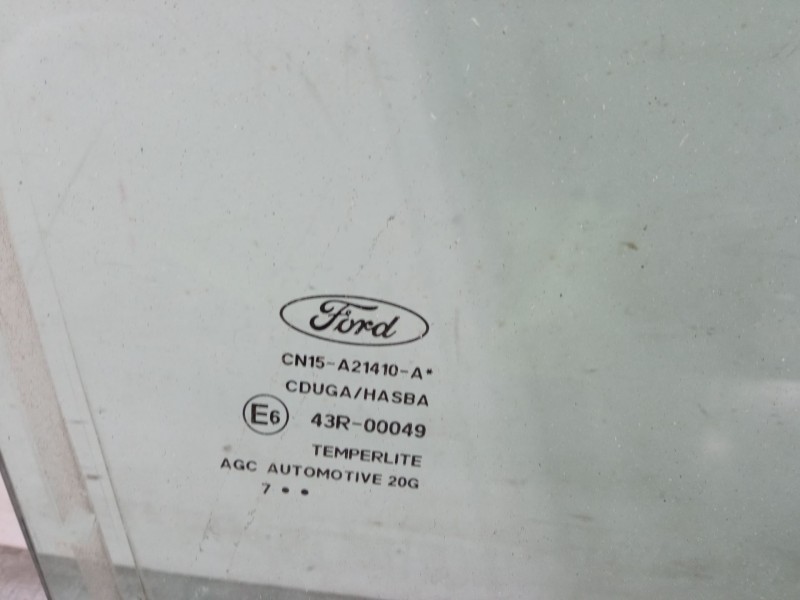 Ford
CN15-A21410-A*
CDUGA/HASBA
E6 43R-00049
TEMPERLITE
AGC AUTOMOTIVE 20G
7 • •